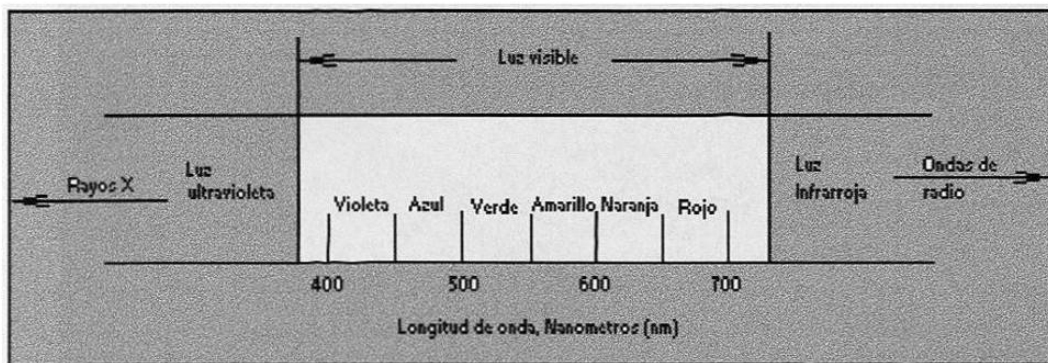 Luz visible
Rayos X
Luz
ultravioleta
Luz
Infrarroja
Ondas de
radio
Violeta Azul Verde Amarillo Naranja Rojo
400 500 600 700
Longitud de onda, Nanometros (nm)